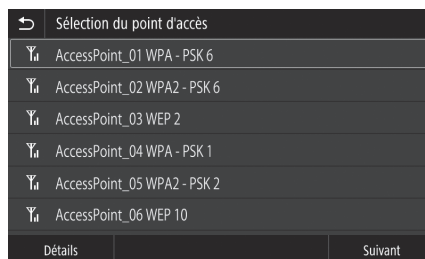 Sélection du point d'accès
AccessPoint_01 WPA - PSK 6
AccessPoint_02 WPA2 - PSK 6
AccessPoint_03 WEP 2
AccessPoint_04 WPA - PSK 1
AccessPoint_05 WPA2 - PSK 2
AccessPoint_06 WEP 10
Détails Suivant